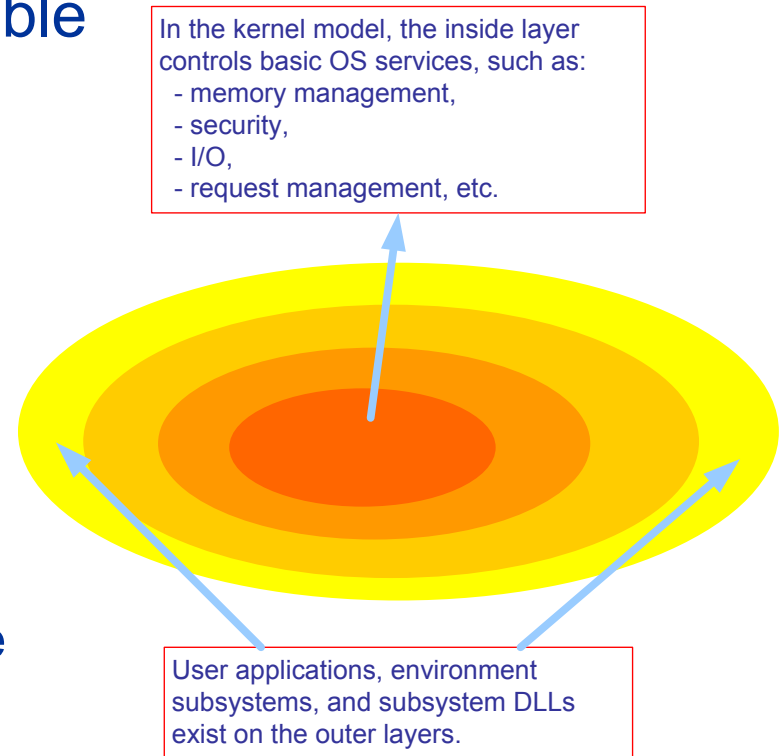 ble
In the kernel model, the inside layer
controls basic OS services, such as:
- memory management,
- security,
- I/O,
- request management, etc.
e
User applications, environment
subsystems, and subsystem DLLs
exist on the outer layers.